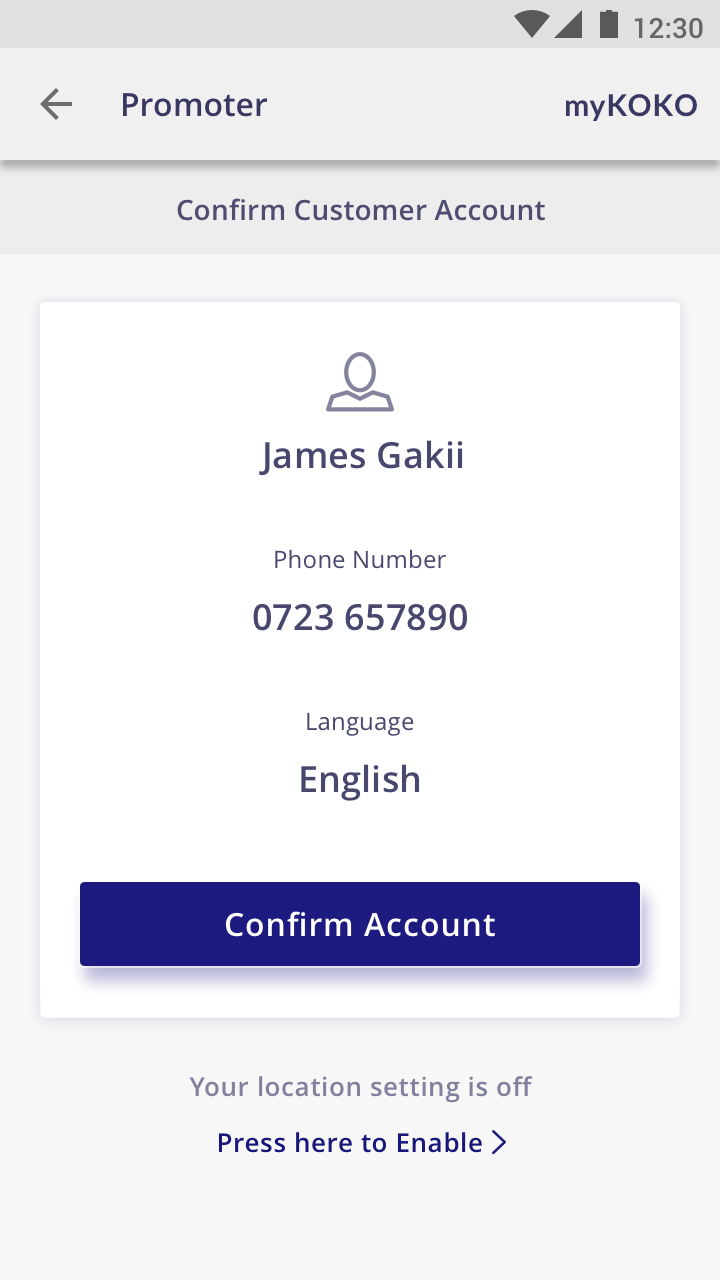 12:30
Promoter
myKOKO
Confirm Customer Account
James Gakii
Phone Number
0723 657890
Language
English
Confirm Account
Your location setting is off
Press here to Enable